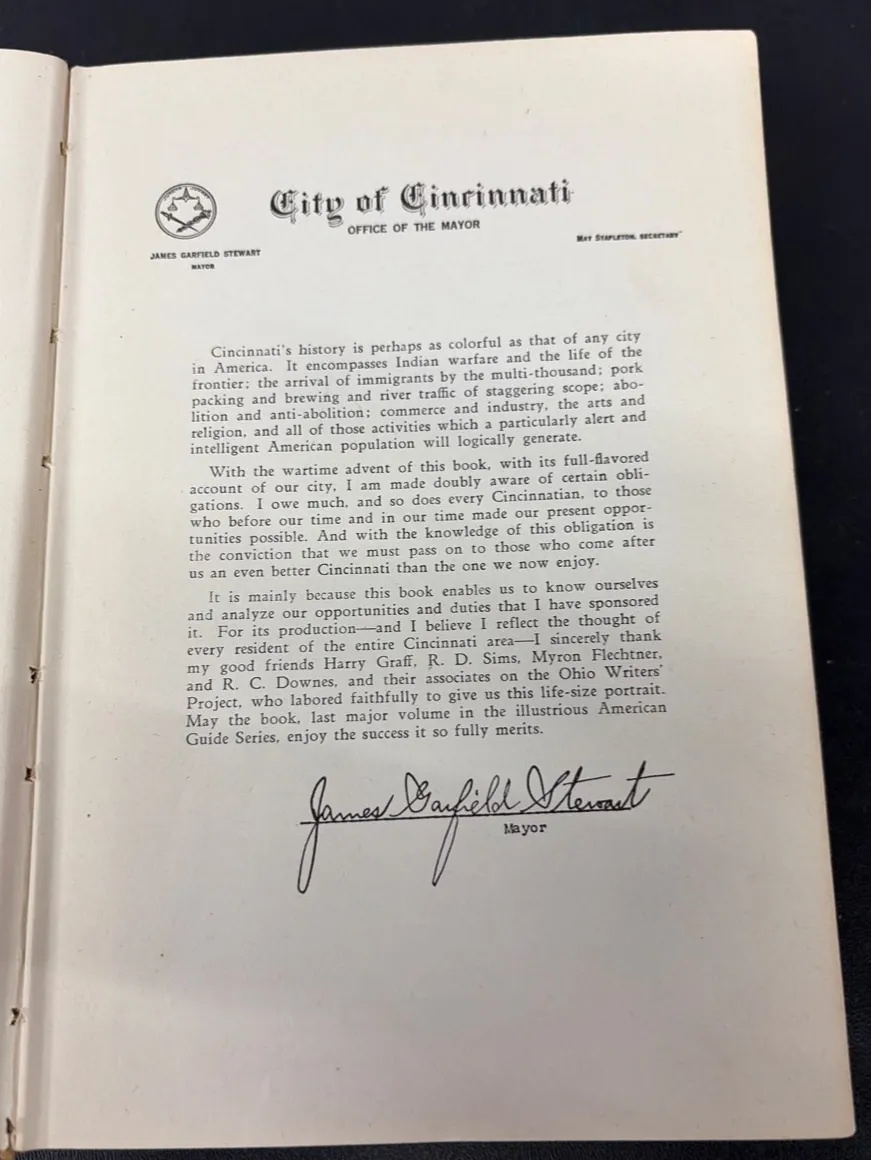 City of Cincinnati
OFFICE OF THE MAYOR
JAMES GARFIELD STEWART
MAYOR
MAY STAPLETON, SECRETARY
Cincinnati's history is perhaps as colorful as that of any city
in America. It encompasses Indian warfare and the life of the
frontier; the arrival of immigrants by the multi-thousand; pork
packing and brewing and river traffic of staggering scope; abo-
lition and anti-abolition; commerce and industry, the arts and
religion, and all of those activities which a particularly alert and
intelligent American population will logically generate.
With the wartime advent of this book, with its full-flavored
account of our city, I am made doubly aware of certain obli-
gations. I owe much, and so does every Cincinnatian, to those
who before our time and in our time made our present oppor-
tunities possible. And with the knowledge of this obligation is
the conviction that we must pass on to those who come after
us an even better Cincinnati than the one we now enjoy.
It is mainly because this book enables us to know ourselves
and analyze our opportunities and duties that I have sponsored
it. For its production—and I believe I reflect the thought of
every resident of the entire Cincinnati area—I sincerely thank
my good friends Harry Graff, R. D. Sims, Myron Flechtner,
and R. C. Downes, and their associates on the Ohio Writers'
Project, who labored faithfully to give us this life-size portrait.
May the book, last major volume in the illustrious American
Guide Series, enjoy the success it so fully merits.
James Garfield Stewart
Mayor